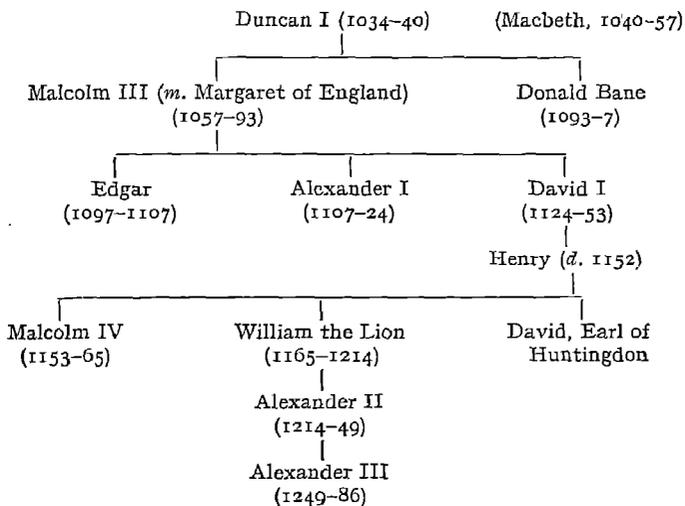 Duncan I (1034–40) (Macbeth, 1040–57)
Malcolm III (m. Margaret of England) Donald Bane
(1057–93) (1093–7)
Edgar Alexander I David I
(1097–1107) (1107–24) (1124–53)
Henry (d. 1152)
Malcolm IV William the Lion David, Earl of
(1153–65) (1165–1214) Huntingdon
Alexander II
(1214–49)
Alexander III
(1249–86)